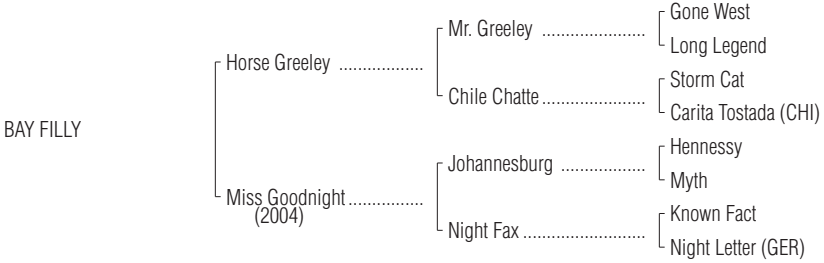 Gone West
Mr. Greeley ......................
Long Legend
Horse Greeley ..................
Storm Cat
Chile Chatte ......................
Carita Tostada (CHI)
BAY FILLY
Hennessy
Johannesburg ..................
Myth
Miss Goodnight ................
(2004)
Known Fact
Night Fax ..........................
Night Letter (GER)